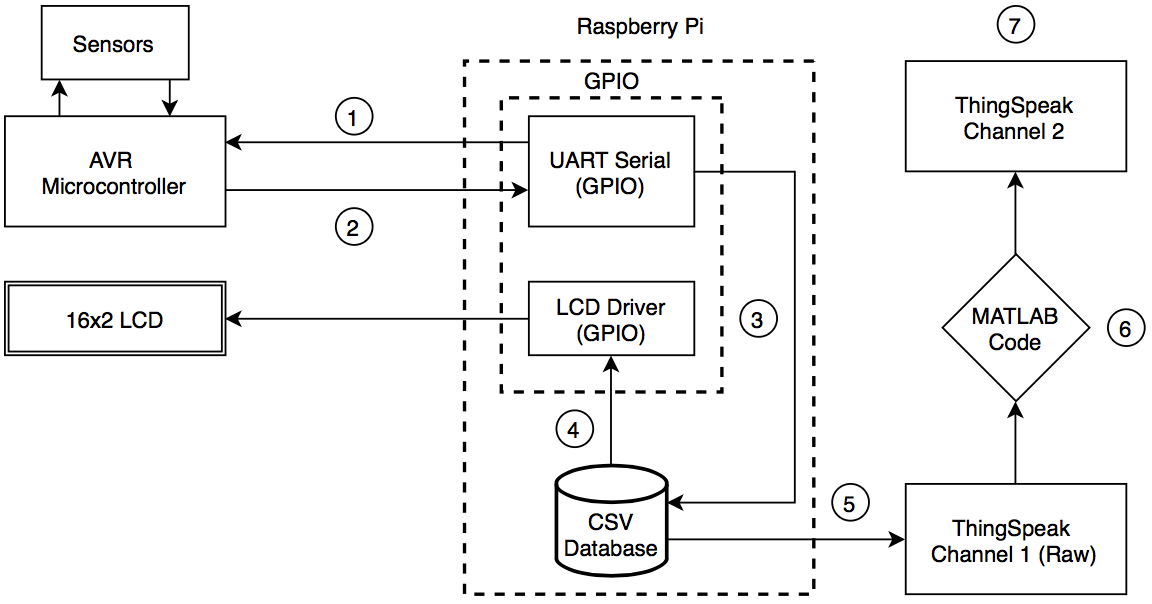 Raspberry Pi
7
Sensors
GPIO
ThingSpeak
Channel 2
1
AVR
Microcontroller
UART Serial
(GPIO)
2
16x2 LCD
LCD Driver
(GPIO)
3
MATLAB
Code
6
4
5
CSV
Database
ThingSpeak
Channel 1 (Raw)